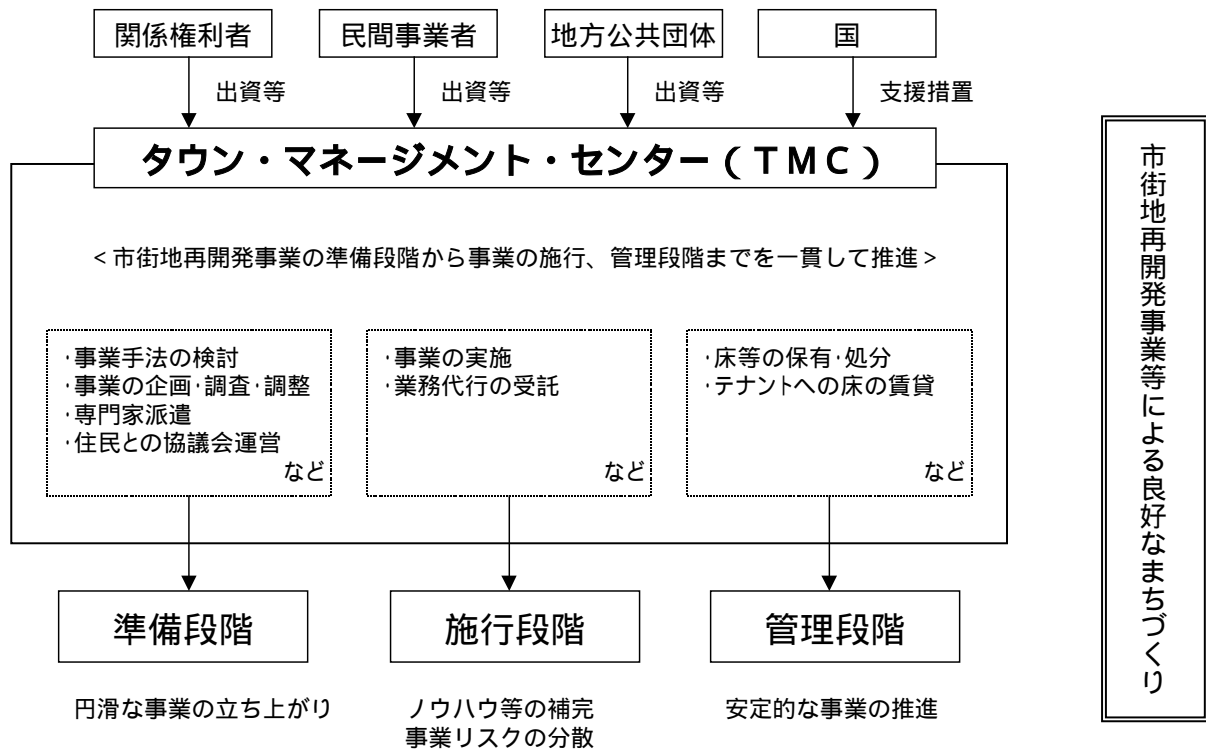 関係権利者
民間事業者
地方公共団体
国
出資等
出資等
出資等
支援措置
タウン・マネージメント・センター（ＴＭＣ）
<市街地再開発事業の準備段階から事業の施行、管理段階までを一貫して推進>
・事業手法の検討
・事業の企画・調査・調整
・専門家派遣
・住民との協議会運営
など
・事業の実施
・業務代行の受託
など
・床等の保有・処分
・テナントへの床の賃貸
など
準備段階
施行段階
管理段階
円滑な事業の立ち上がり
ノウハウ等の補完
事業リスクの分散
安定的な事業の推進
市街地再開発事業等による良好なまちづくり